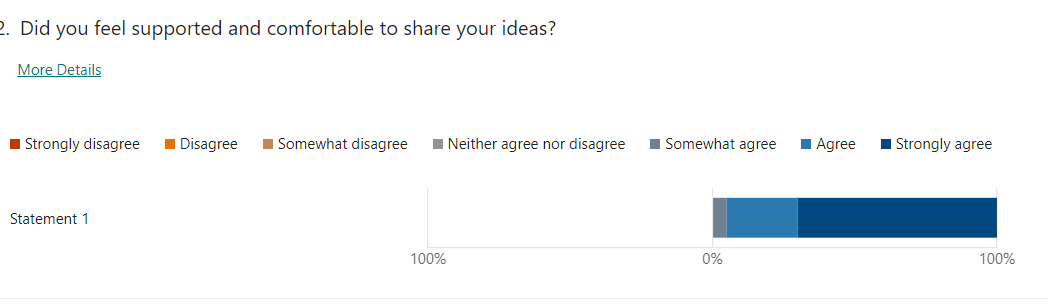 2. Did you feel supported and comfortable to share your ideas?
More Details
Strongly disagree Disagree Somewhat disagree Neither agree nor disagree Somewhat agree Agree Strongly agree
Statement 1
100% 0% 100%